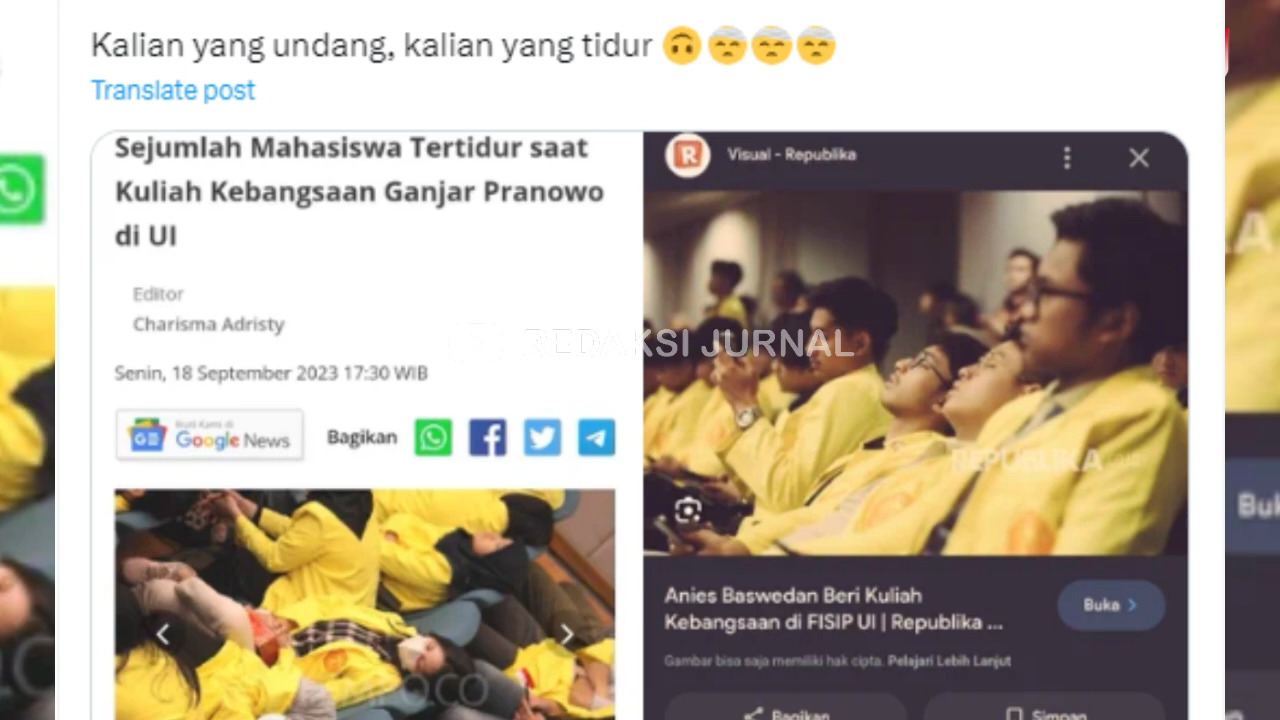 Kalian yang undang, kalian yang tidur 🙃🤕🤕🤕
Translate post
Sejumlah Mahasiswa Tertidur saat
Kuliah Kebangsaan Ganjar Pranowo
di UI
Editor
Charisma Adristy
Senin, 18 September 2023 17:30 WIB
Google News
Bagikan
Visual - Republika
REDAKSI JURNAL
REPUBLIKA
Anies Baswedan Beri Kuliah
Kebangsaan di FISIP UI | Republika ...
Buka
Gambar bisa saja memiliki hak cipta. Pelajari Lebih Lanjut
Bagikan
Simpan